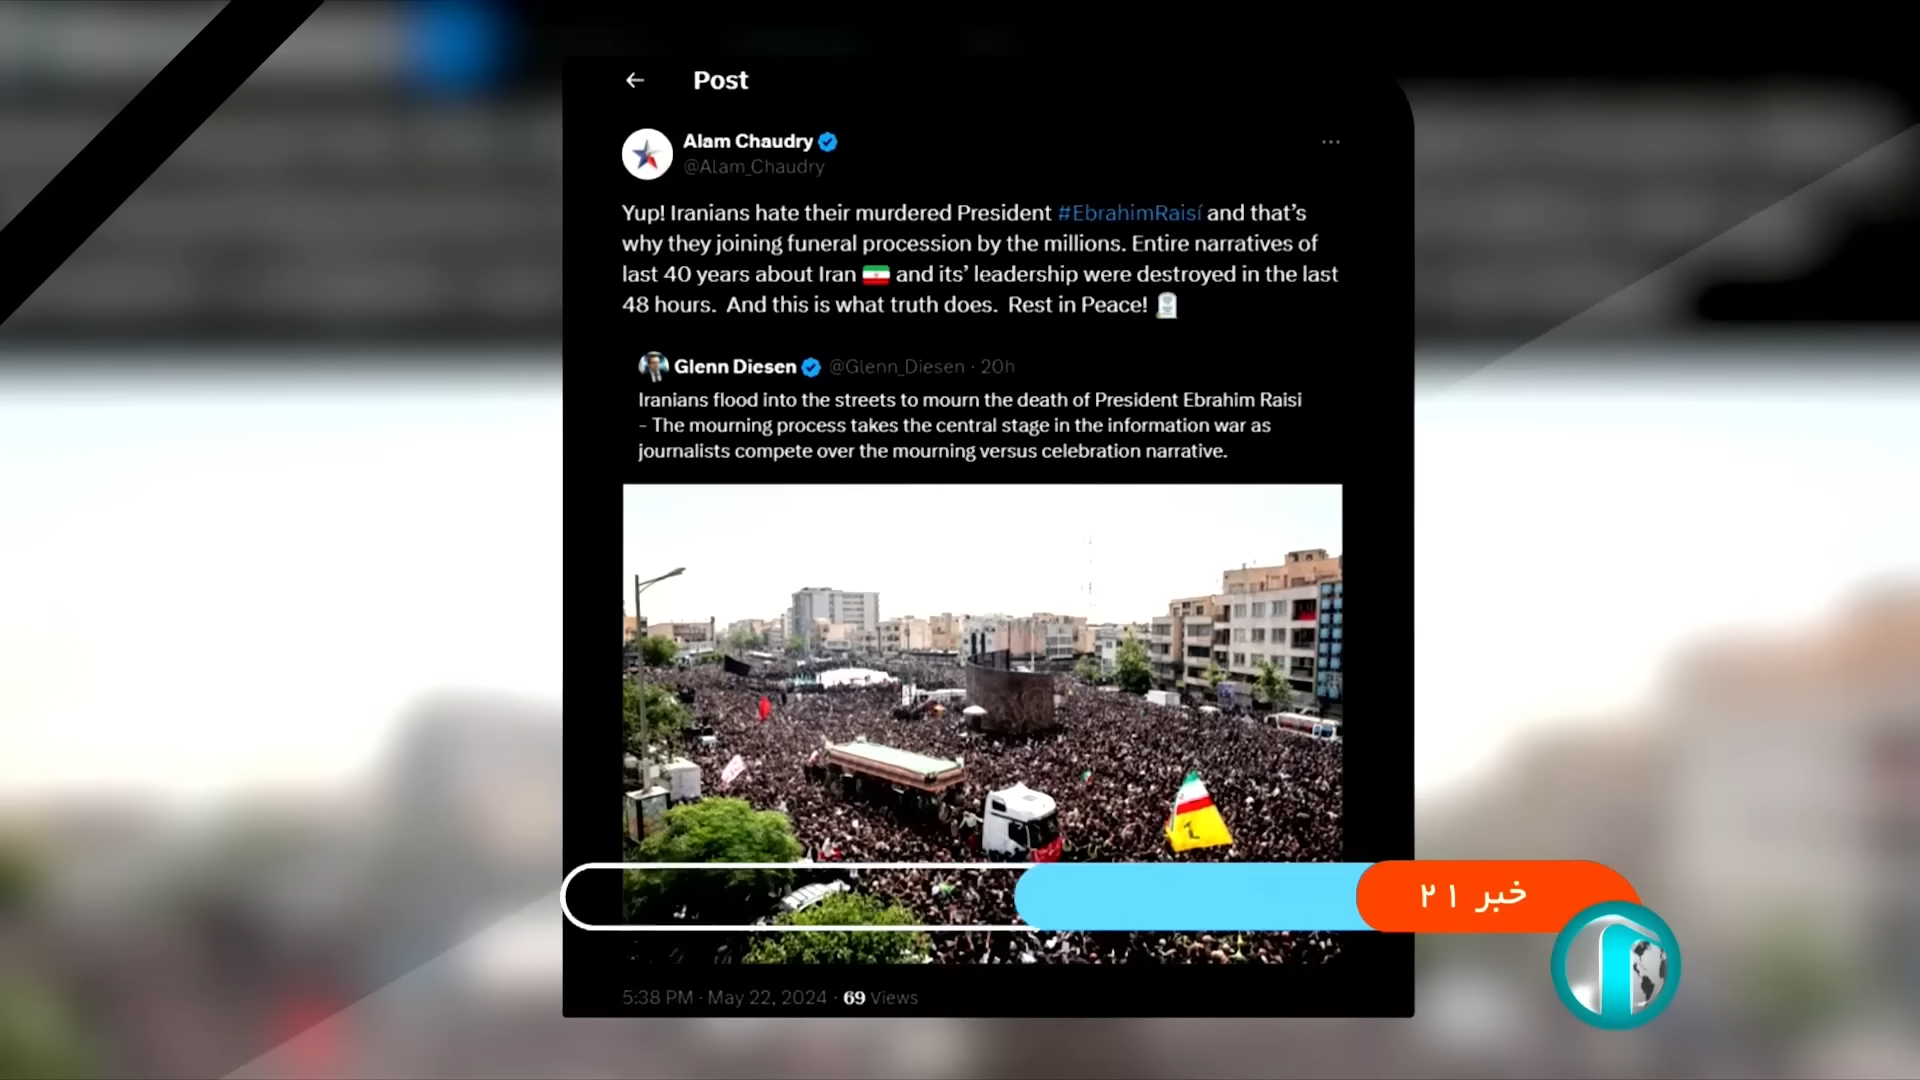 Post
Alam Chaudry
@Alam_Chaudry
Yup! Iranians hate their murdered President #EbrahimRaisí and that’s
why they joining funeral procession by the millions. Entire narratives of
last 40 years about Iran 🇮🇷 and its’ leadership were destroyed in the last
48 hours. And this is what truth does. Rest in Peace! 🪦
Glenn Diesen @Glenn_Diesen · 20h
Iranians flood into the streets to mourn the death of President Ebrahim Raisi
- The mourning process takes the central stage in the information war as
journalists compete over the mourning versus celebration narrative.
خبر ۲۱
5:38 PM · May 22, 2024 · 69 Views